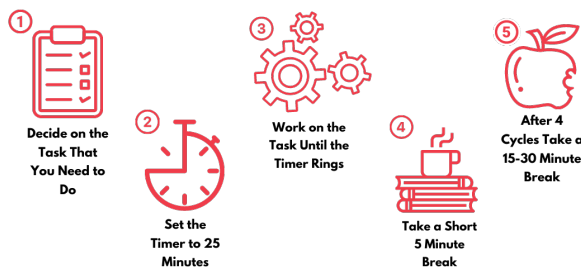 1
Decide on the
Task That
You Need to
Do
2
Set the
Timer to 25
Minutes
3
Work on the
Task Until the
Timer Rings
4
Take a Short
5 Minute
Break
5
After 4
Cycles Take a
15-30 Minute
Break